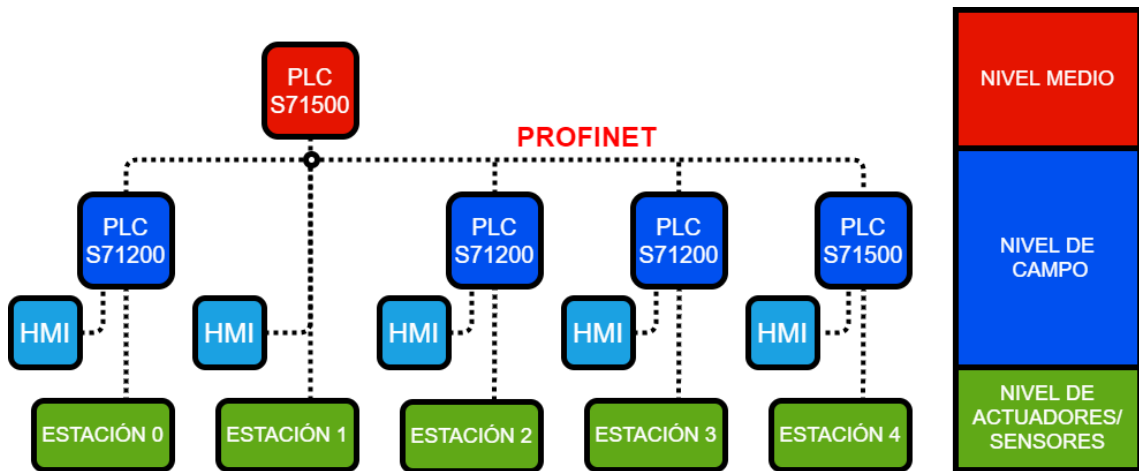 PLC
S71500
NIVEL MEDIO
PROFINET
PLC
S71200
PLC
S71200
PLC
S71200
PLC
S71500
NIVEL DE
CAMPO
HMI
HMI
HMI
HMI
HMI
ESTACIÓN 0
ESTACIÓN 1
ESTACIÓN 2
ESTACIÓN 3
ESTACIÓN 4
NIVEL DE
ACTUADORES/
SENSORES